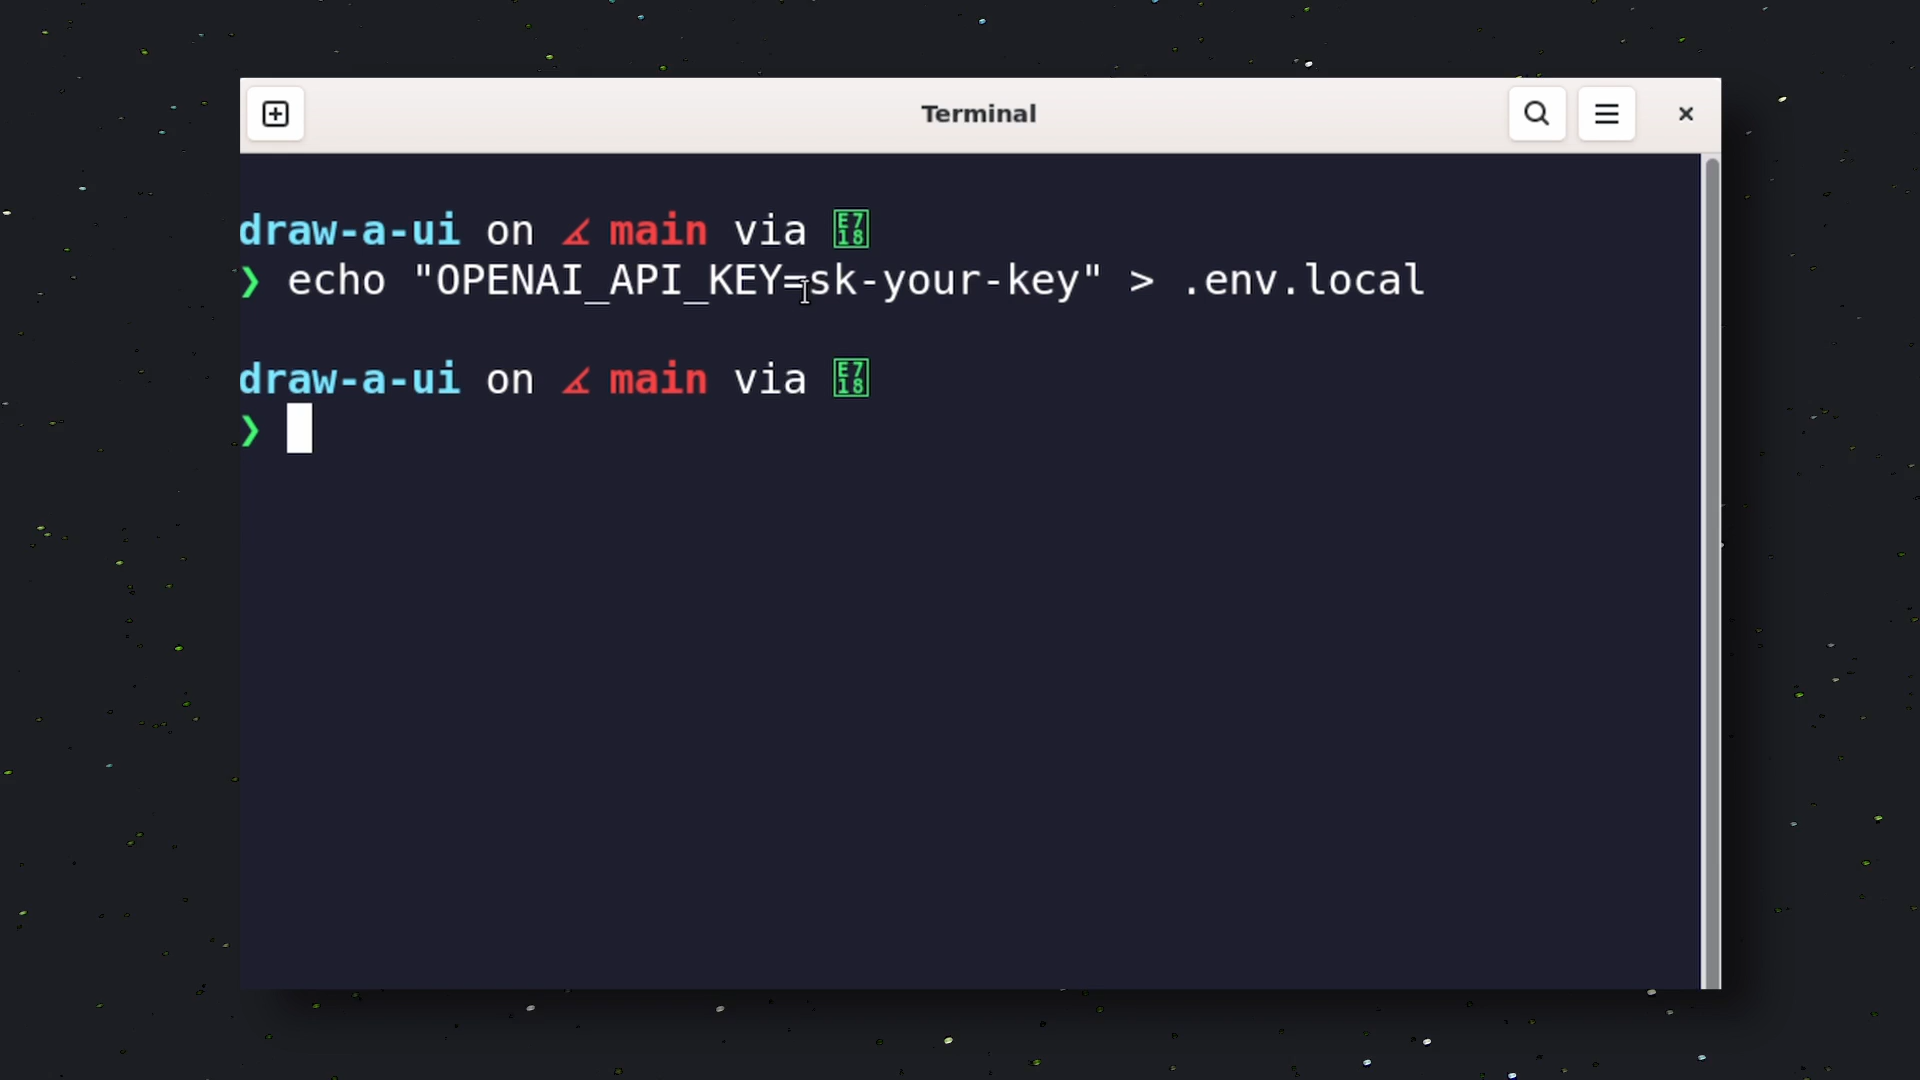 Terminal
draw-a-ui on ∡ main via 
❯ echo "OPENAI_API_KEY=sk-your-key" > .env.local
draw-a-ui on ∡ main via 
❯